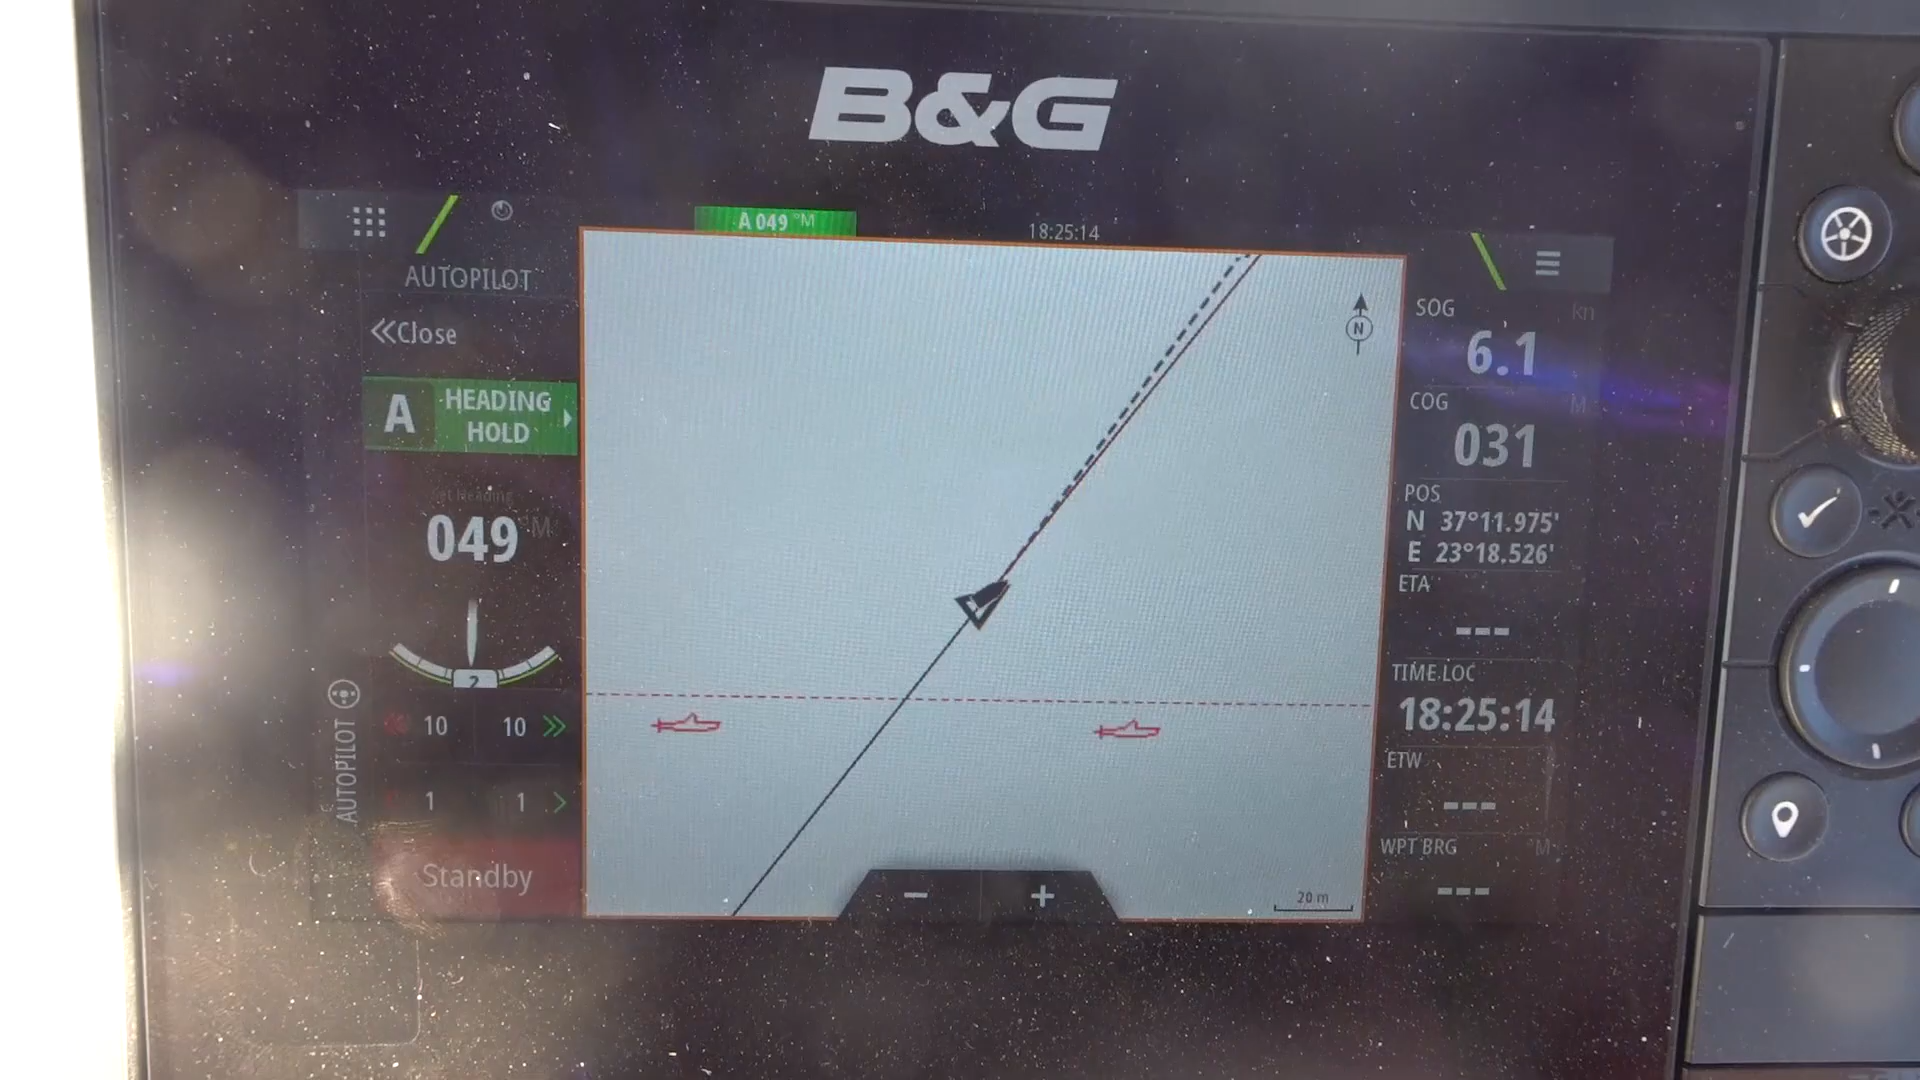 B&G
A 049 °M
18:25:14
AUTOPILOT
Close
A HEADING
HOLD
Set Heading
049 °M
2
10 10
1 1
Standby
AUTOPILOT
N
20 m
− +
SOG kn
6.1
COG M
031
POS
N 37°11.975'
E 23°18.526'
ETA
---
TIME LOC
18:25:14
ETW
---
WPT BRG °M
---